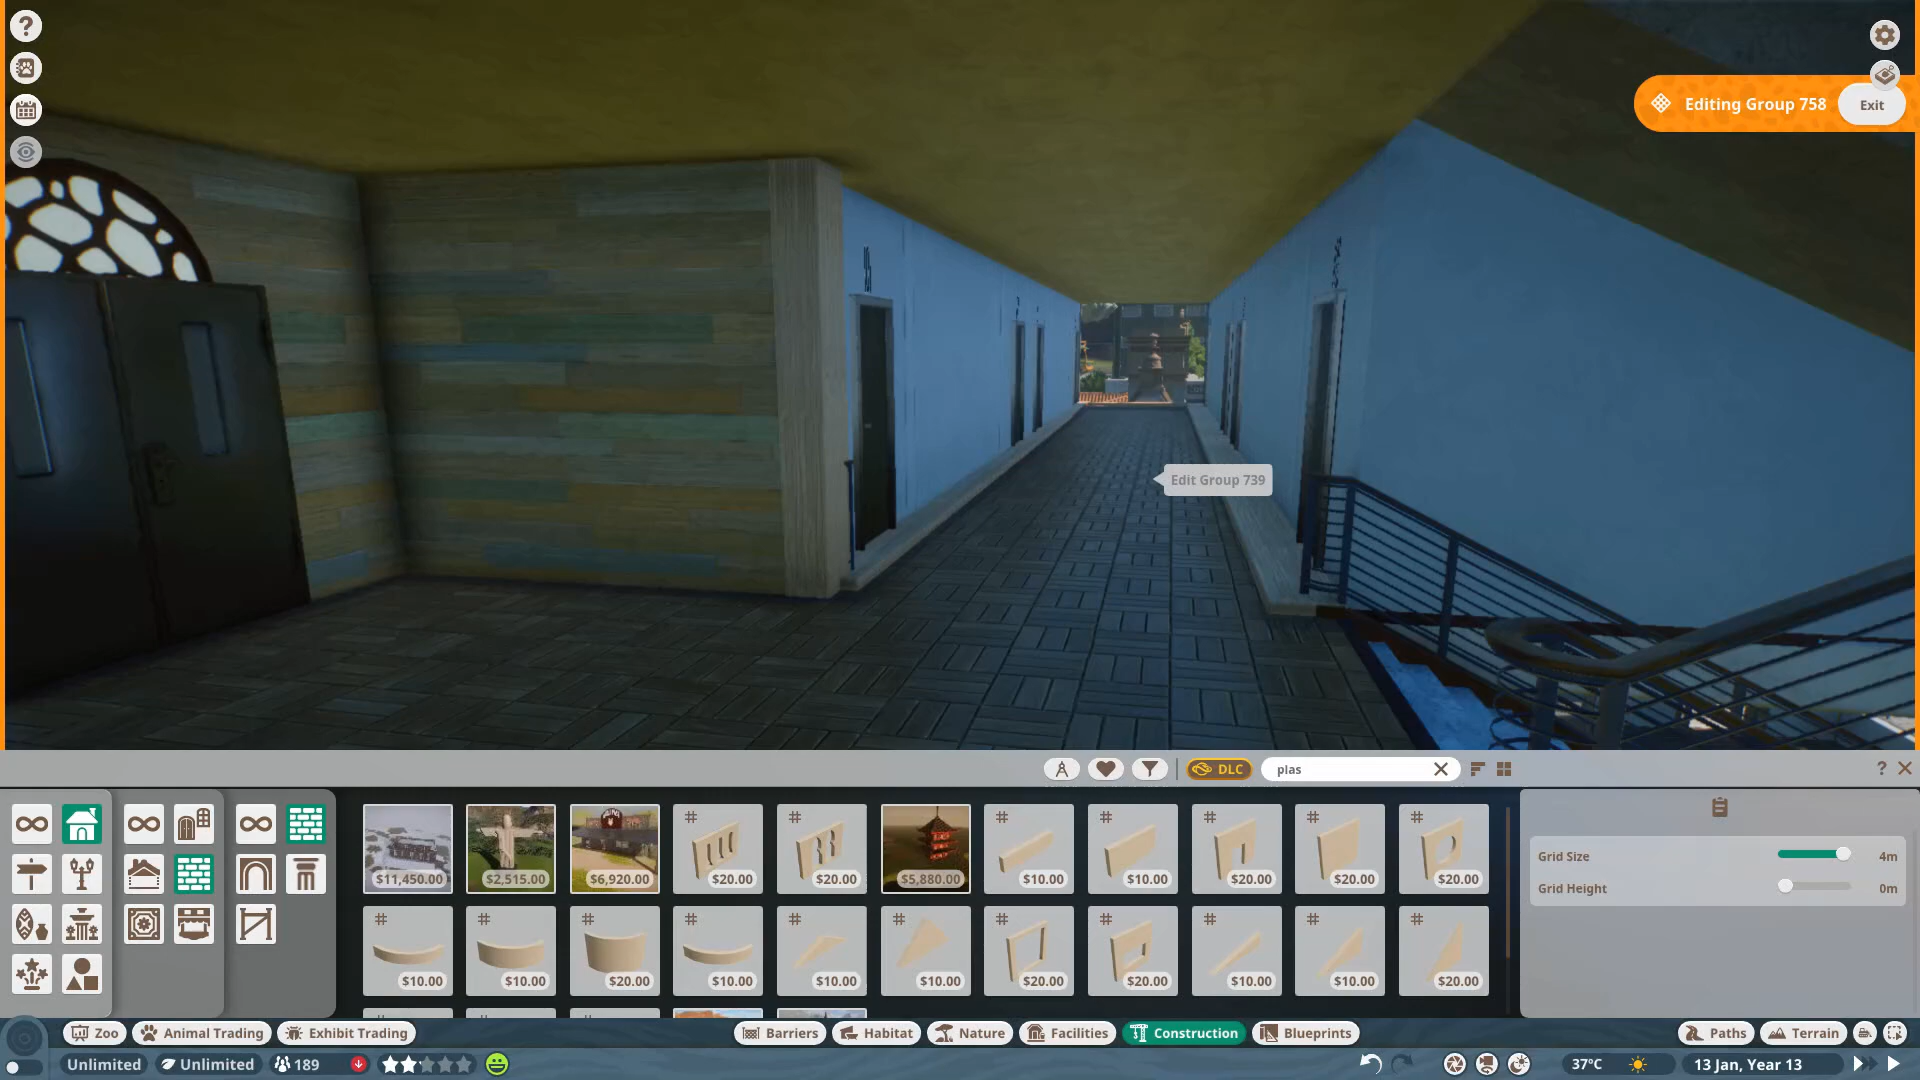 ?
Editing Group 758
Exit
Edit Group 739
DLC
plas
?
$11,450.00
$2,515.00
$6,920.00
$20.00
$20.00
$5,880.00
$10.00
$10.00
$20.00
$20.00
$20.00
$10.00
$10.00
$20.00
$10.00
$10.00
$10.00
$20.00
$20.00
$10.00
$10.00
$20.00
Grid Size
4m
Grid Height
0m
Zoo
Animal Trading
Exhibit Trading
Barriers
Habitat
Nature
Facilities
Construction
Blueprints
Paths
Terrain
Unlimited
Unlimited
189
37°C
13 Jan, Year 13